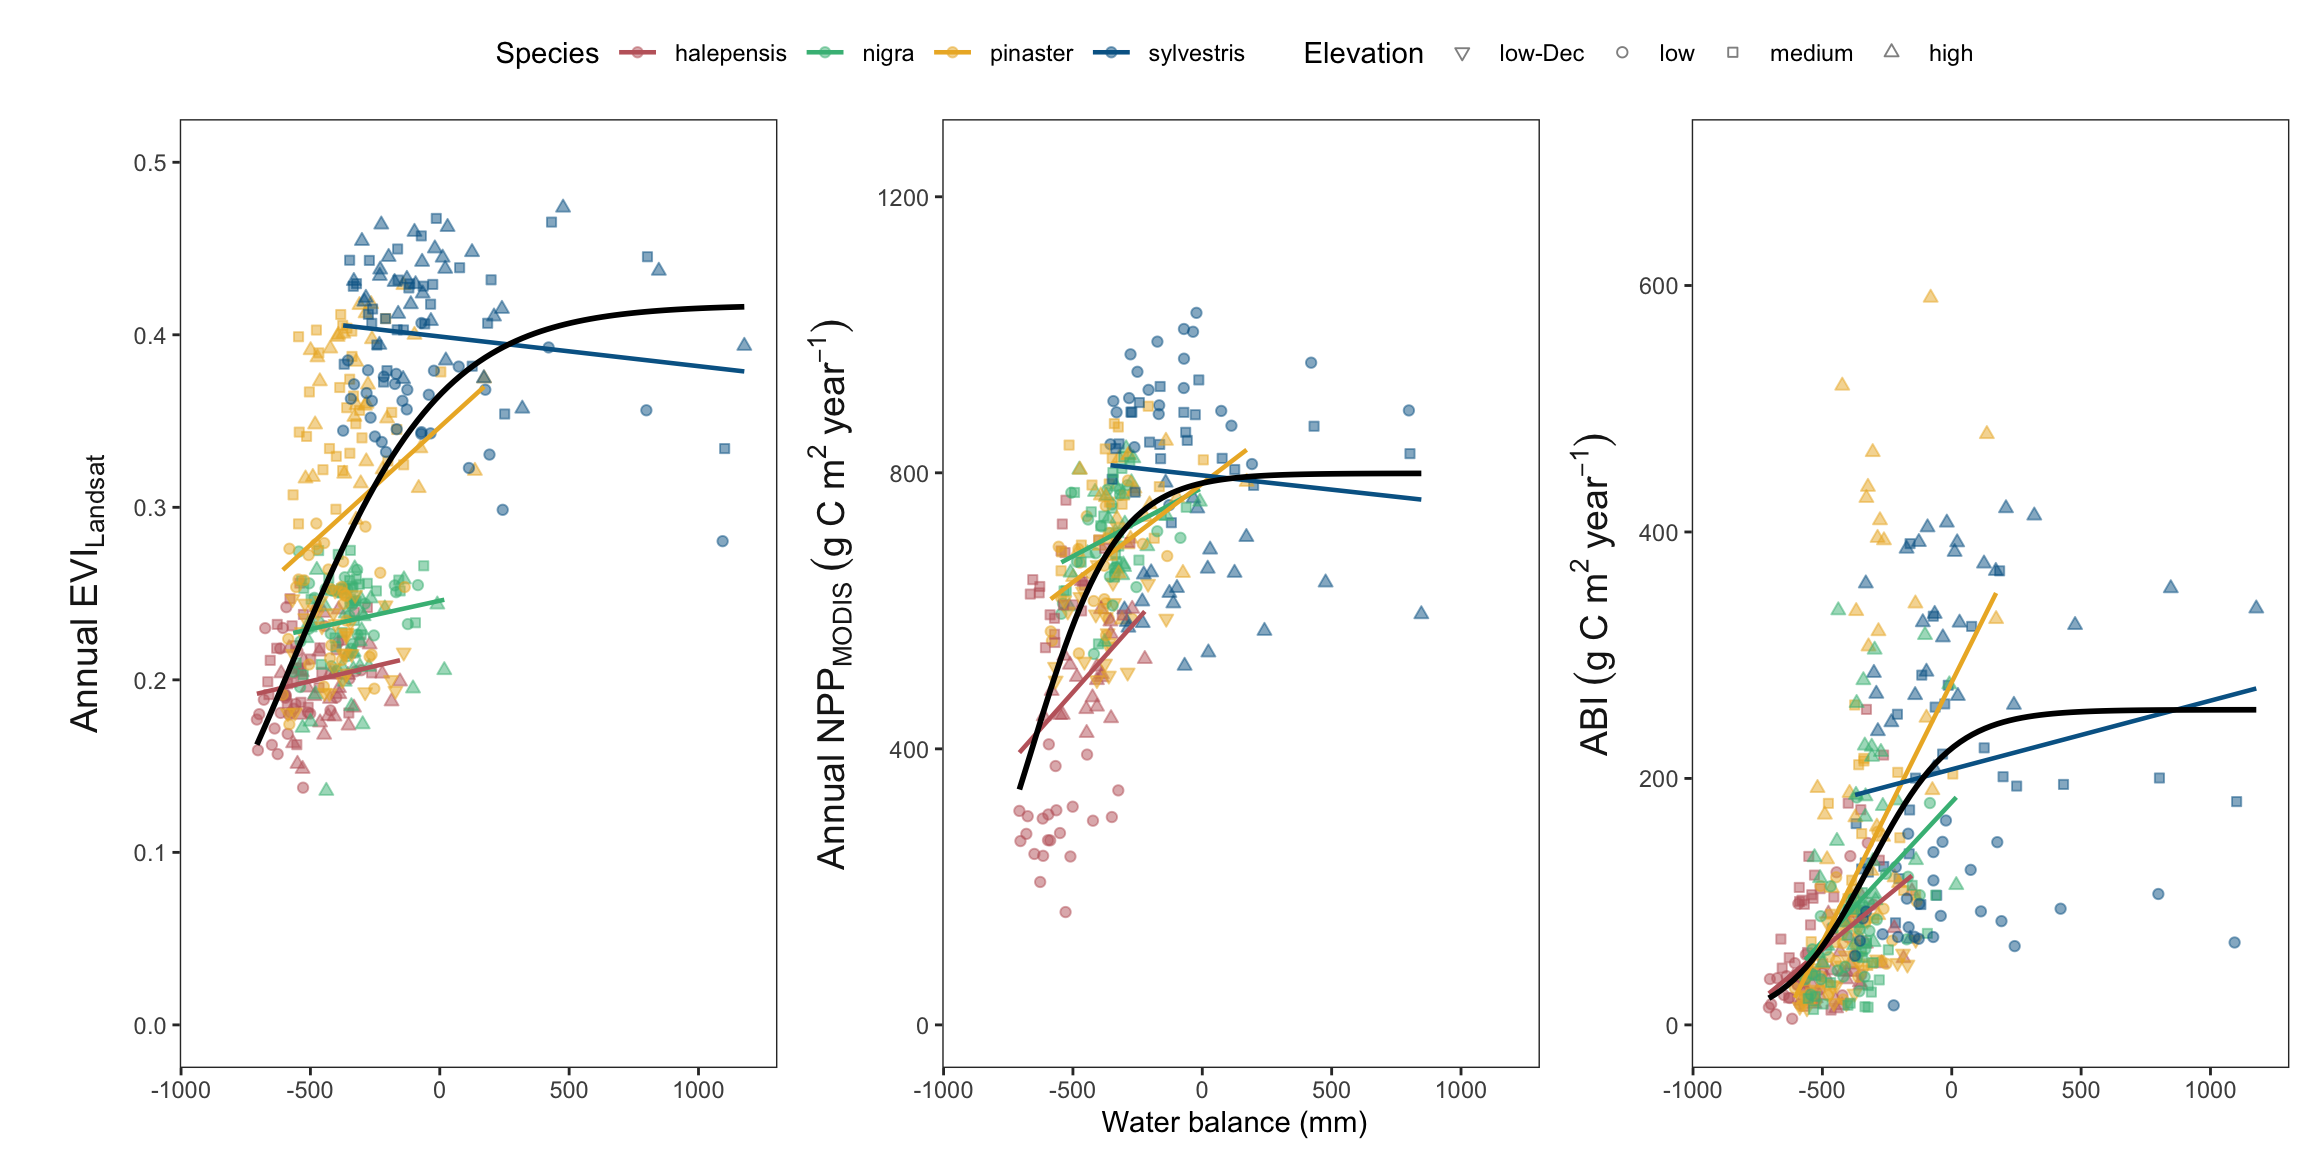 Species halepensis nigra pinaster sylvestris Elevation low-Dec low medium high
Annual EVI_Landsat
0.5
0.4
0.3
0.2
0.1
0.0
-1000 -500 0 500 1000
Annual NPP_MODIS (g C m² year⁻¹)
1200
800
400
0
-1000 -500 0 500 1000
Water balance (mm)
ABI (g C m² year⁻¹)
600
400
200
0
-1000 -500 0 500 1000